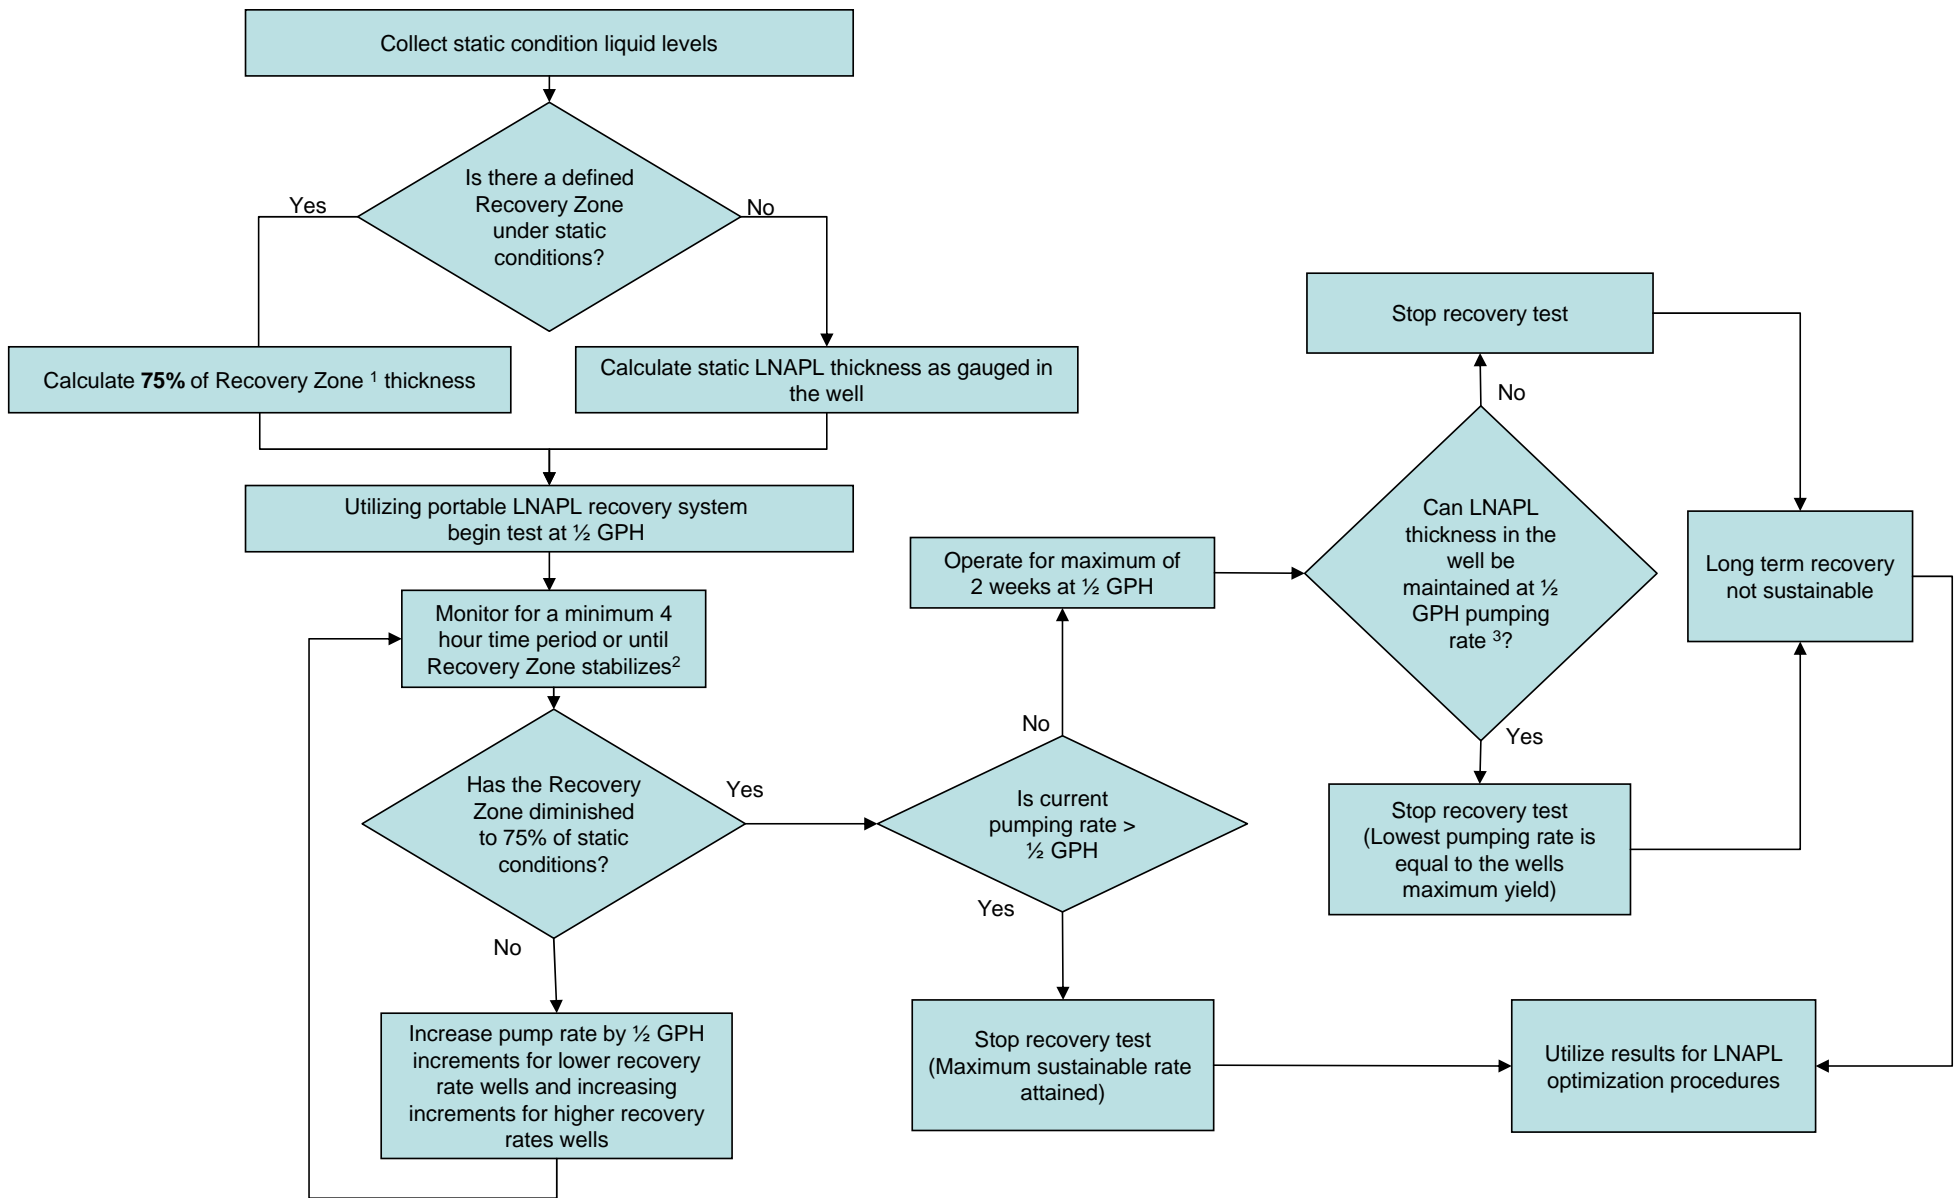 Collect static condition liquid levels
Is there a defined
Recovery Zone
under static
conditions?
Yes
No
Calculate 75% of Recovery Zone 1 thickness
Calculate static LNAPL thickness as gauged in
the well
Utilizing portable LNAPL recovery system
begin test at ½ GPH
Monitor for a minimum 4
hour time period or until
Recovery Zone stabilizes2
Has the Recovery
Zone diminished
to 75% of static
conditions?
Yes
No
Increase pump rate by ½ GPH
increments for lower recovery
rate wells and increasing
increments for higher recovery
rates wells
Is current
pumping rate >
½ GPH
No
Yes
Operate for maximum of
2 weeks at ½ GPH
Stop recovery test
(Maximum sustainable rate
attained)
Can LNAPL
thickness in the
well be
maintained at ½
GPH pumping
rate 3?
No
Yes
Stop recovery test
Stop recovery test
(Lowest pumping rate is
equal to the wells
maximum yield)
Long term recovery
not sustainable
Utilize results for LNAPL
optimization procedures